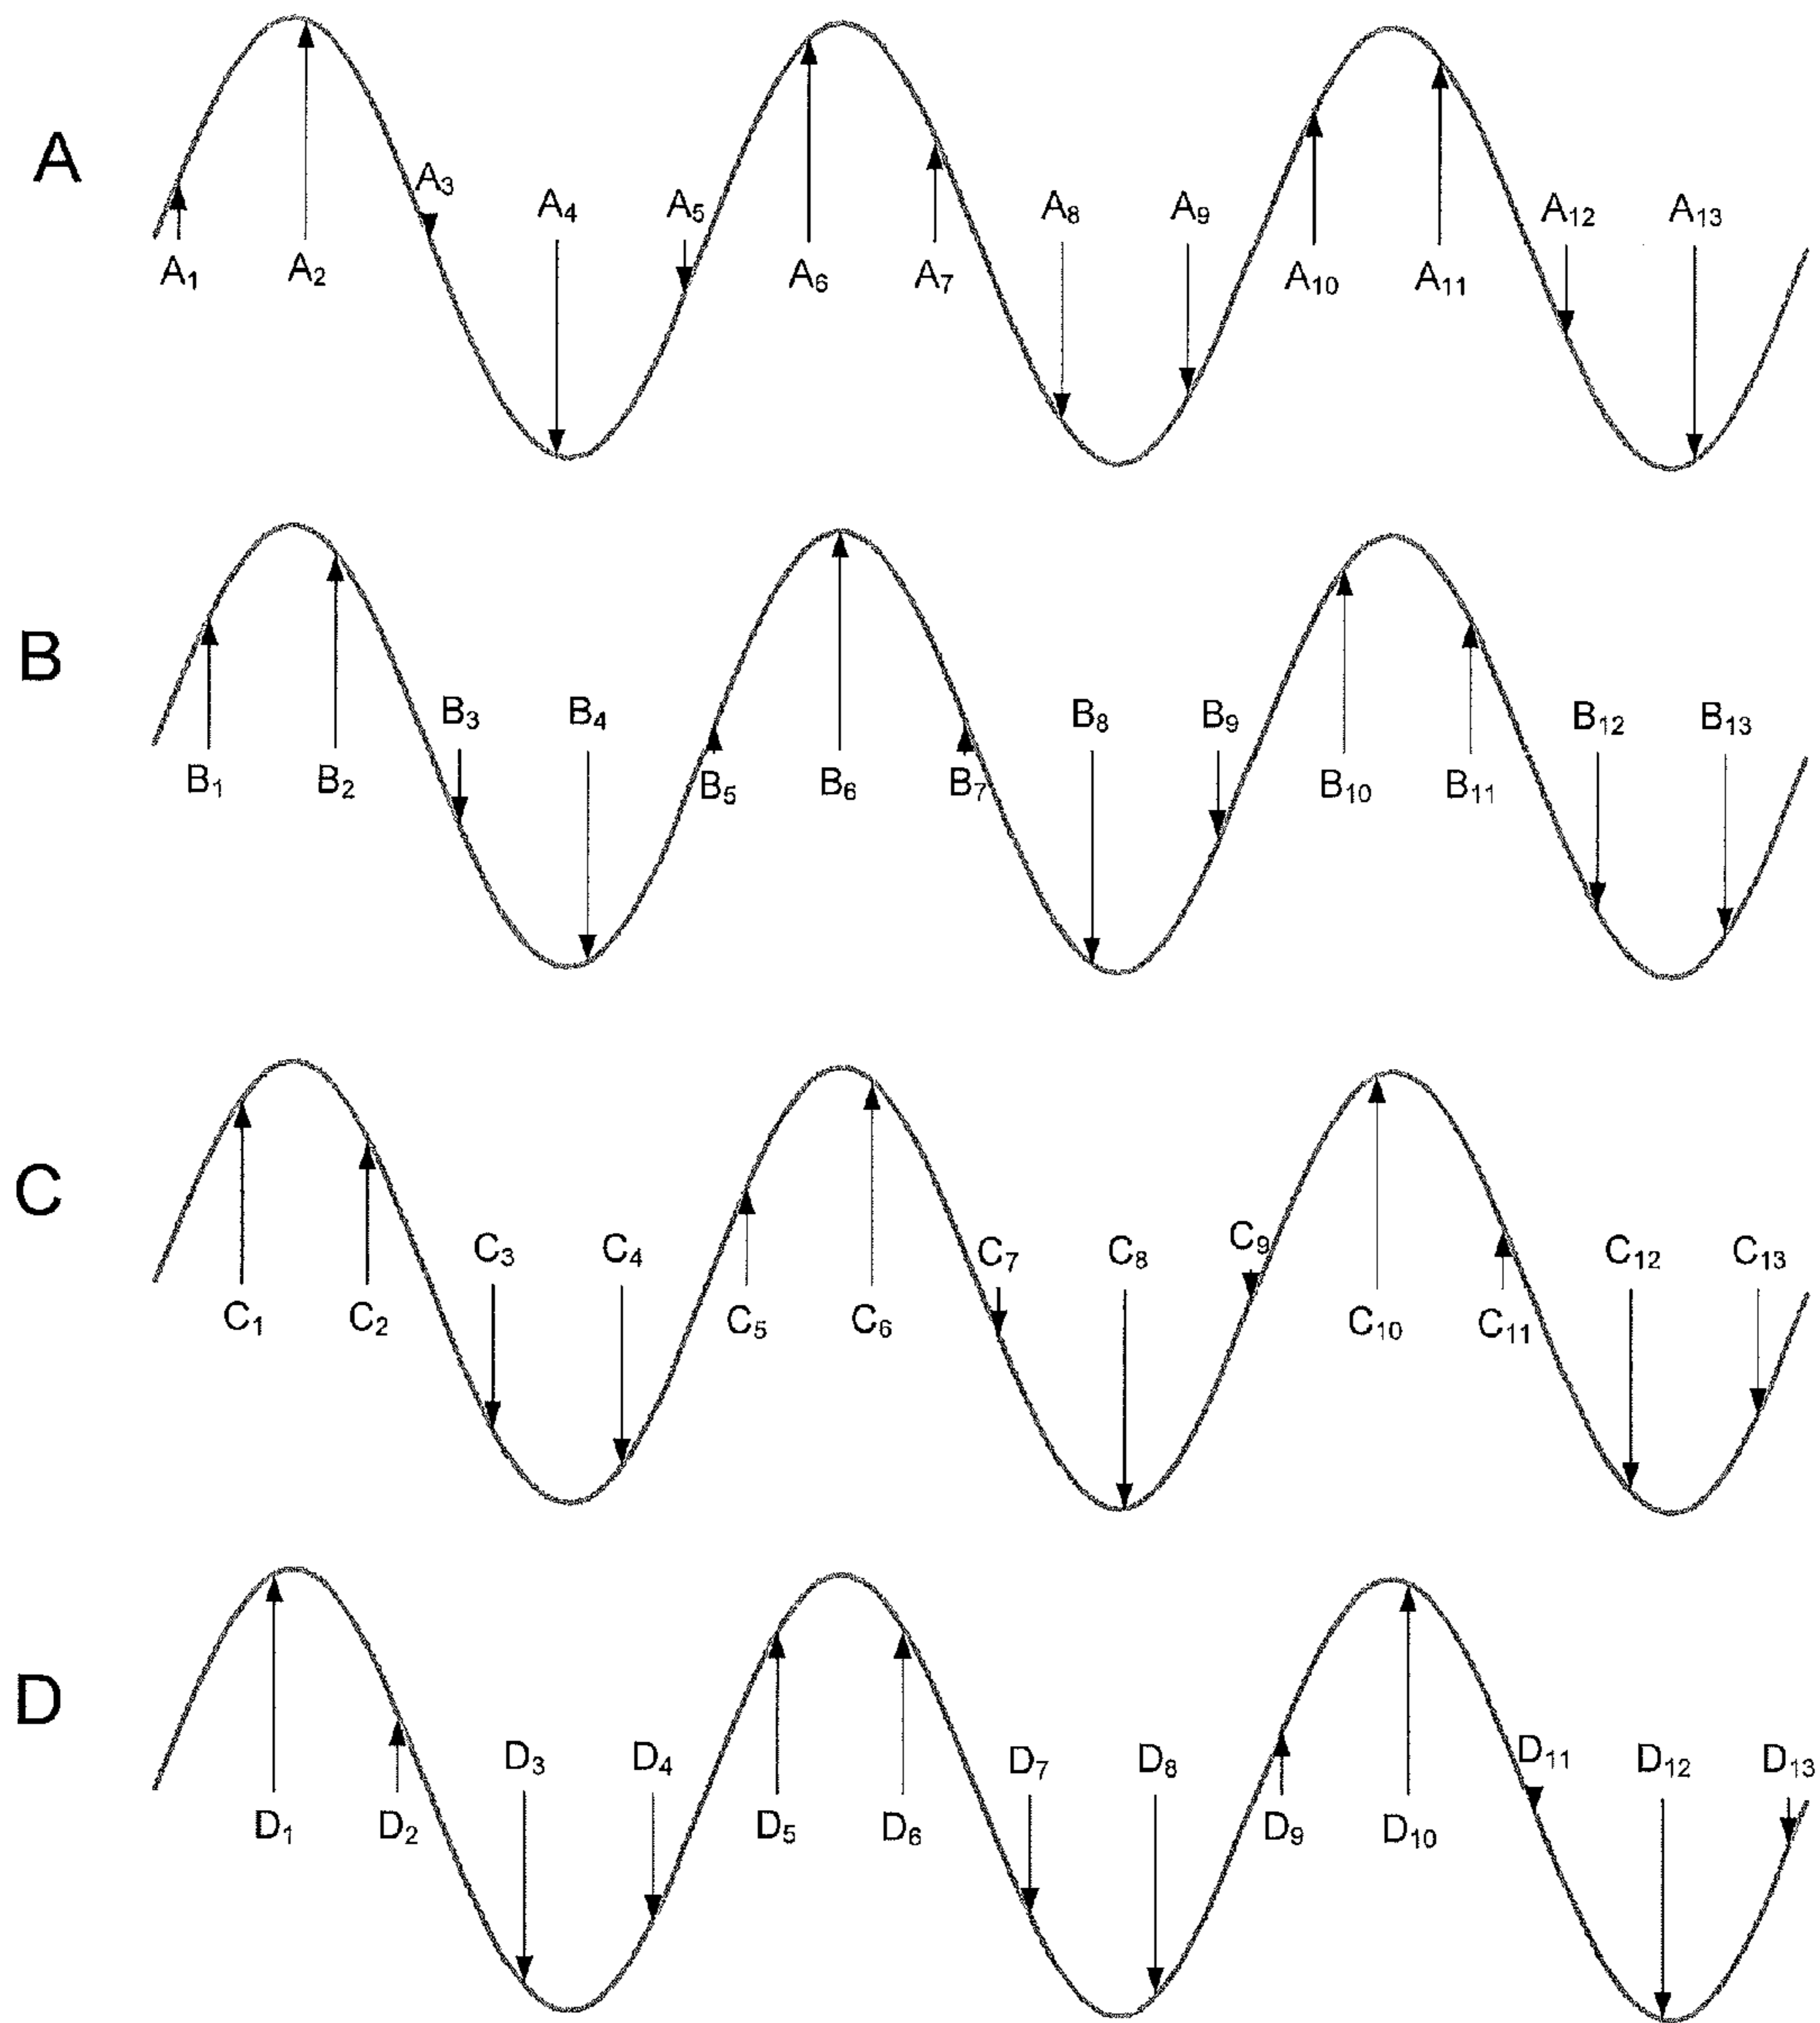 A
A₃
A₄
A₅
A₈
A₉
A₁₂
A₁₃
A₁
A₂
A₆
A₇
A₁₀
A₁₁
B
B₃
B₄
B₈
B₉
B₁₂
B₁₃
B₁
B₂
B₅
B₆
B₇
B₁₀
B₁₁
C
C₃
C₄
C₇
C₈
C₉
C₁₂
C₁₃
C₁
C₂
C₅
C₆
C₁₀
C₁₁
D
D₃
D₄
D₇
D₈
D₁₁
D₁₂
D₁₃
D₁
D₂
D₅
D₆
D₉
D₁₀